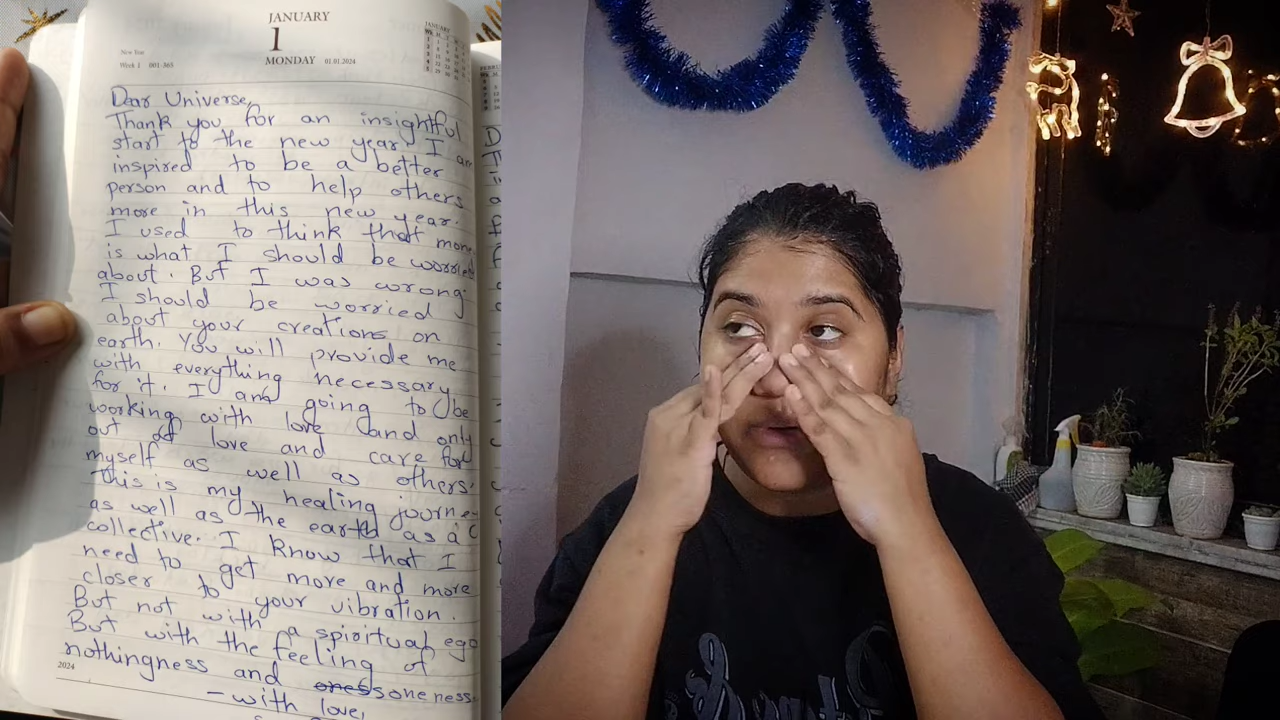 JANUARY
1
MONDAY 01.01.2024
New Year
Week 1 001-365
JANUARY
Dear Universe,
Thank you for an insightful
start to the new year, I am
inspired to be a better
person and to help others
more in this new year.
I used to think that
is what I should be worried
about. But I was wrong
I should be worried
about your creations on
earth. You will provide me
with everything necessary
for it. I am going to be
working with love and only
out of love and care for
myself as well as others.
This is my healing journey
as well as the earth as a
collective. I know that I
need to get more and more
closer to your vibration.
But not with a spiritual ego
But with the feeling of
nothingness and oneness
- with love,
2024